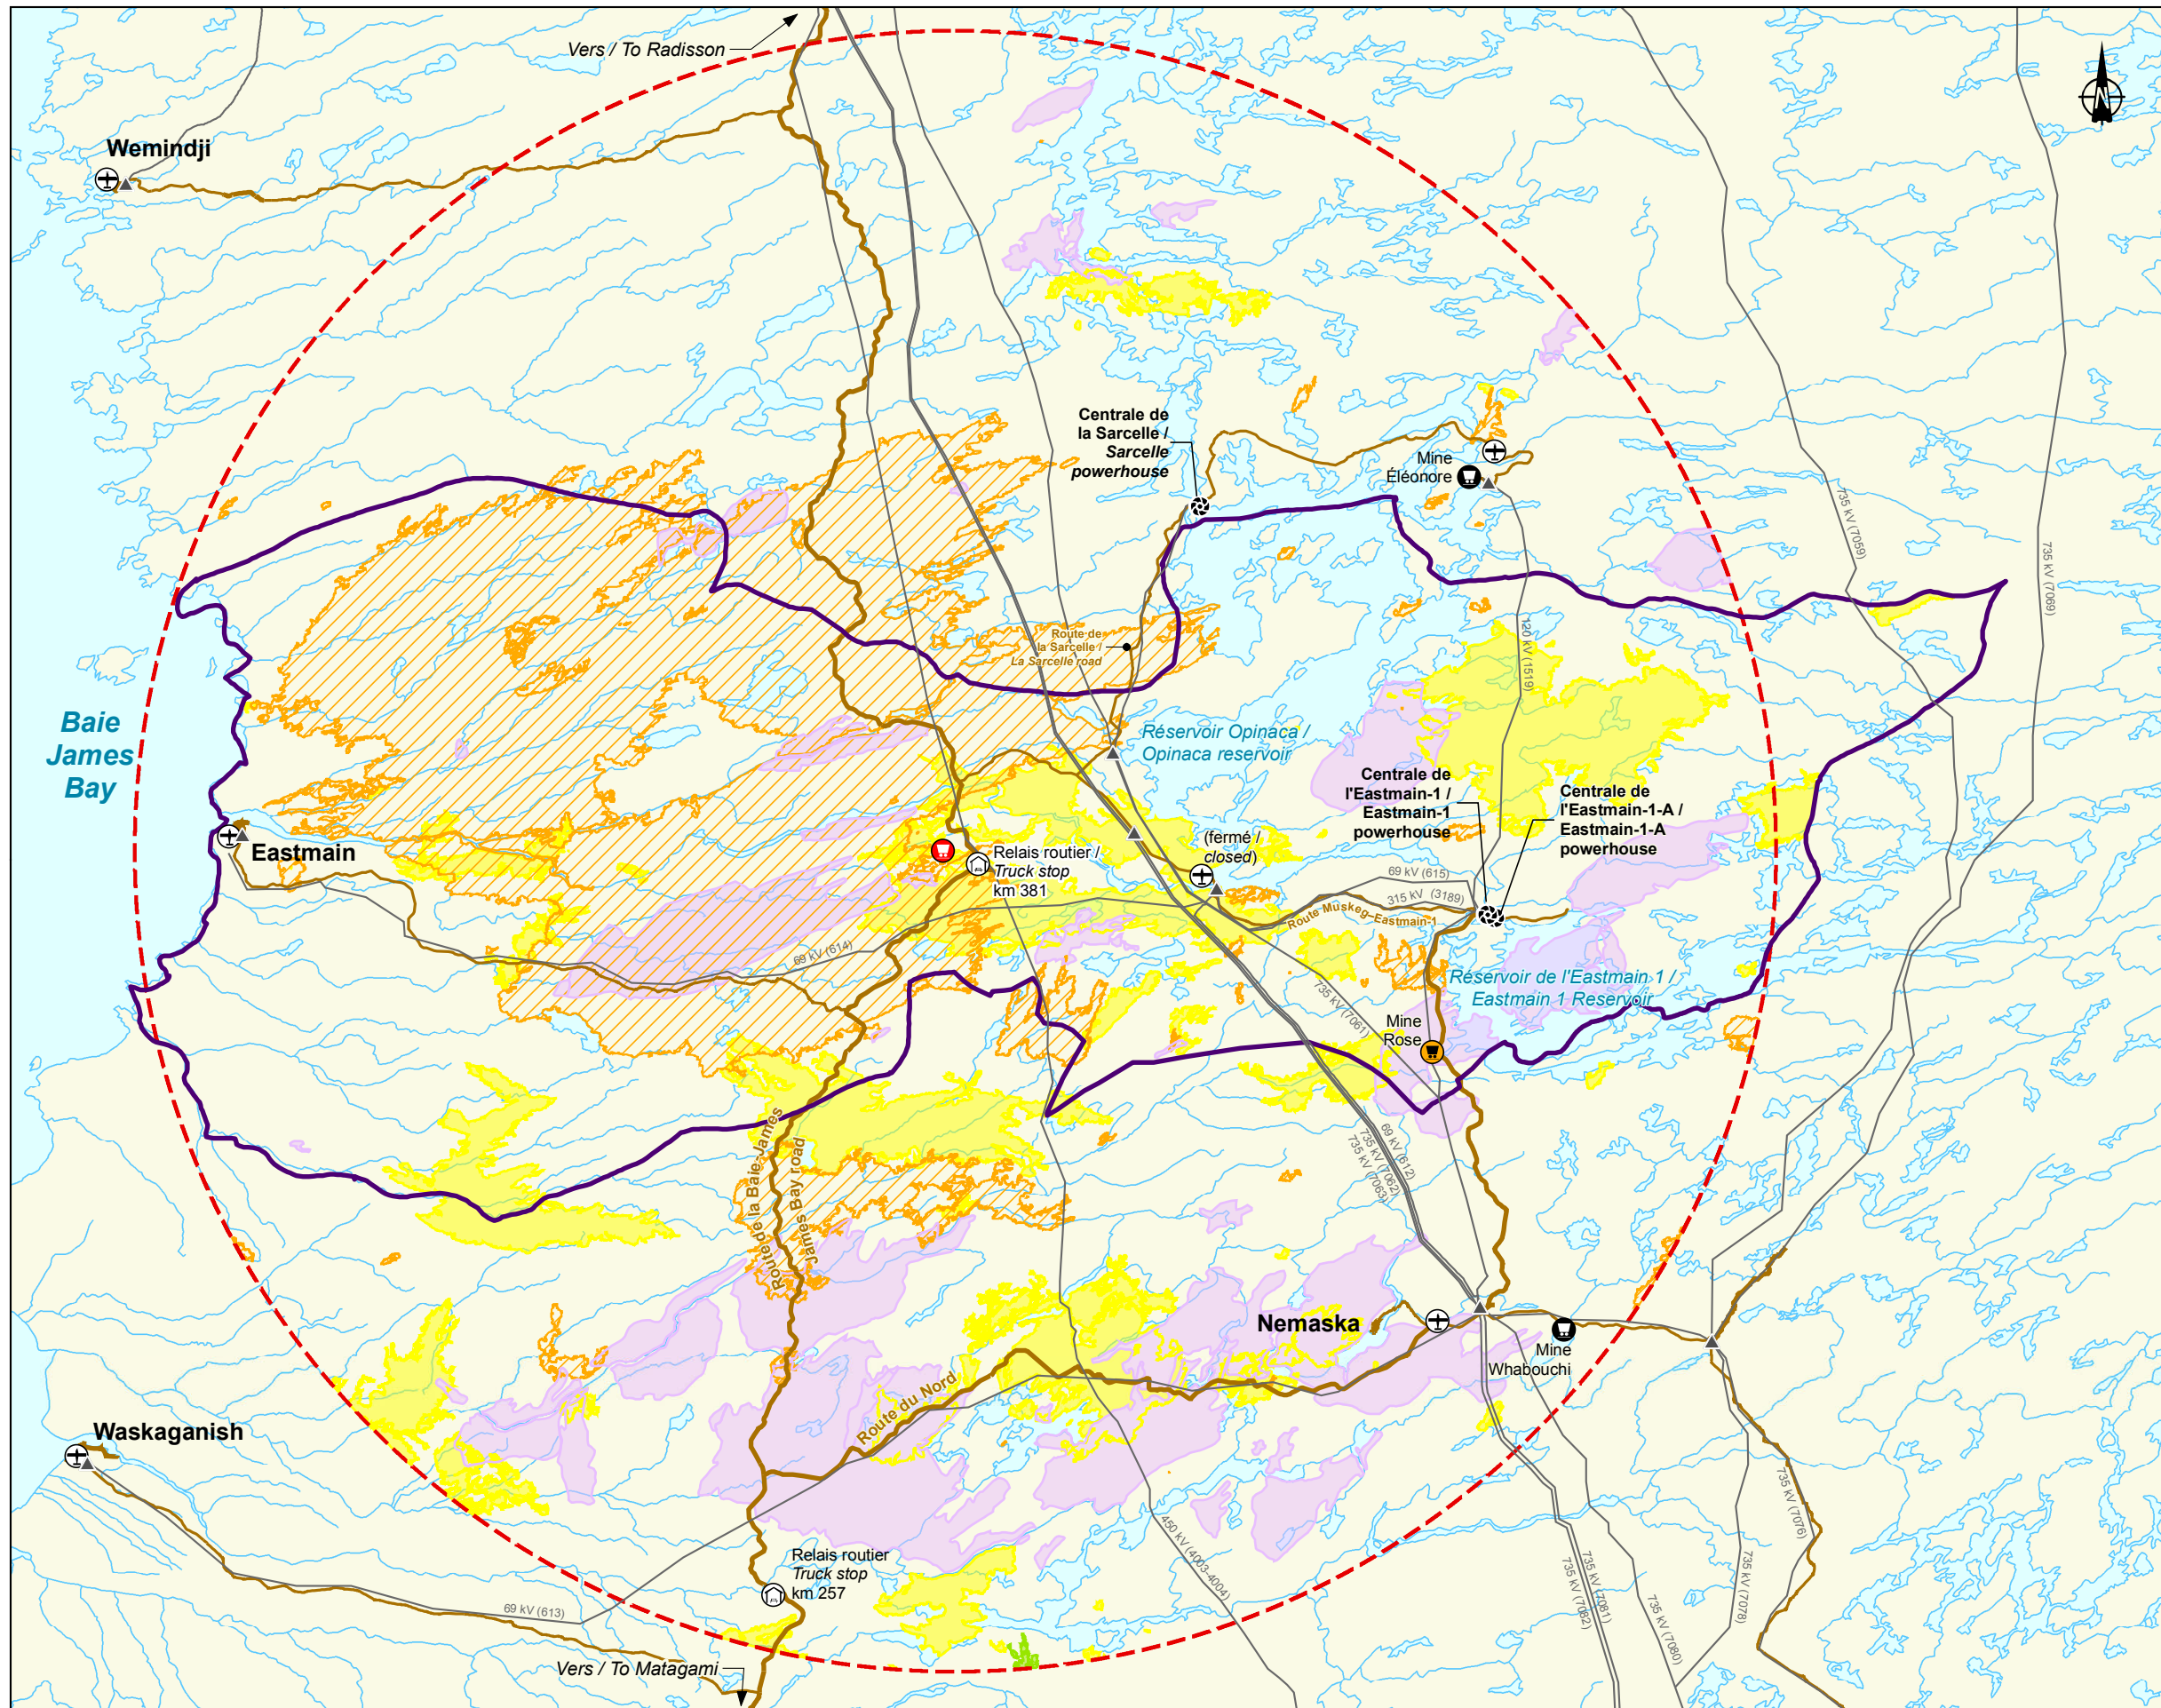 Vers / To Radisson
N
Wemindji
Centrale de
la Sarcelle /
Sarcelle
powerhouse
Mine
Éléonore
735 kV (7059)
735 kV (7069)
120 kV (1519)
Route de
la Sarcelle /
La Sarcelle road
Baie
James
Bay
Réservoir Opinaca /
Opinaca reservoir
Centrale de
l'Eastmain-1 /
Eastmain-1
powerhouse
Centrale de
l'Eastmain-1-A /
Eastmain-1-A
powerhouse
(fermé /
closed)
Eastmain
Relais routier /
Truck stop
km 381
69 kV (615)
315 kV (3189)
Route Muskeg–Eastmain-1
69 kV (614)
Réservoir de l'Eastmain 1 /
Eastmain 1 Reservoir
735 kV (7061)
Mine
Rose
69 kV (612)
735 kV (7062)
735 kV (7063)
Route de la Baie-James
James Bay road
Nemaska
Mine
Whabouchi
Route du Nord
Waskaganish
735 kV (7076)
450 kV (4003-4004)
Relais routier
Truck stop
km 257
69 kV (613)
735 kV (7081)
735 kV (7082)
735 kV (7080)
735 kV (7078)
Vers / To Matagami